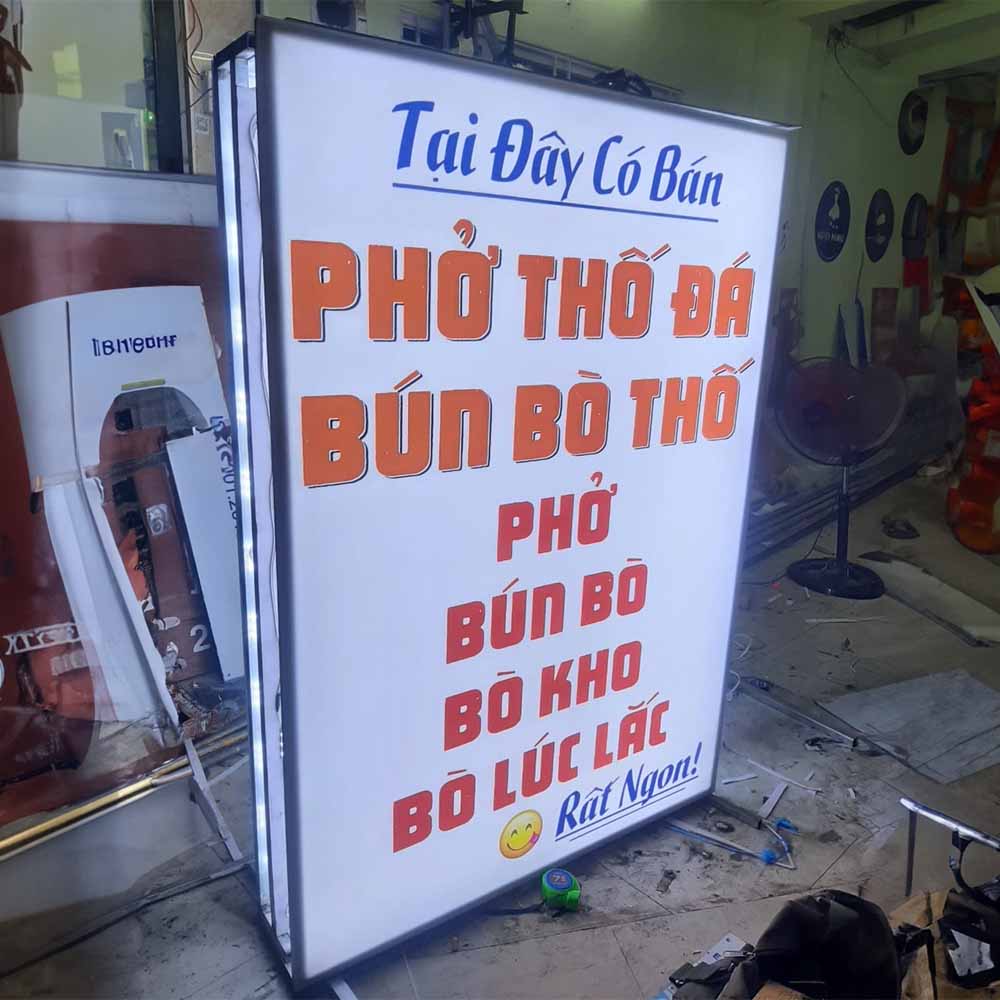 Tại Đây Có Bán
PHỞ THỐ ĐÁ
BÚN BÒ THỐ
PHỞ
BÚN BÒ
BÒ KHO
BÒ LÚC LẮC
Rất Ngon!